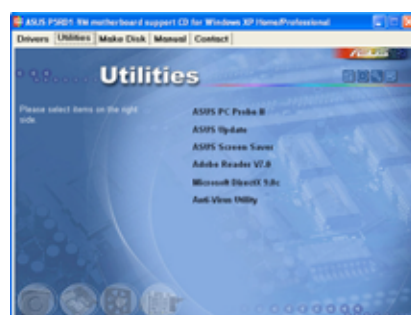 ASUS P5RD1-VM motherboard support CD for Windows XP Home/Professional
Drivers Utilities Make Disk Manual Contact
Utilities
Please select items on the right
side.
ASUS PC Probe II
ASUS Update
ASUS Screen Saver
Adobe Reader V7.0
Microsoft DirectX 9.0c
Anti-Virus Utility